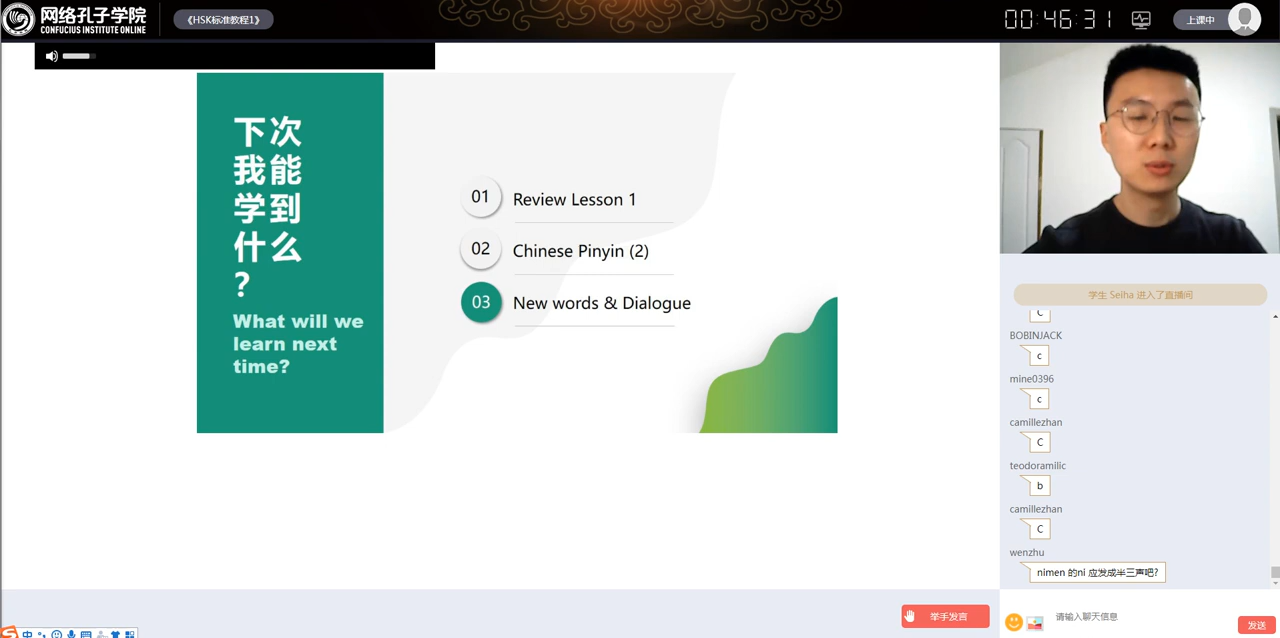 网络孔子学院
CONFUCIUS INSTITUTE ONLINE
《HSK标准教程1》
00:46:31
上课中
下次
我能
学到
什么
?
What will we
learn next
time?
01
Review Lesson 1
02
Chinese Pinyin (2)
03
New words & Dialogue
学生 Seiha 进入了直播间
C
BOBINJACK
c
mine0396
c
camillezhan
C
teodoramilic
b
camillezhan
C
wenzhu
nimen 的ni 应发成半三声吧?
举手发言
请输入聊天信息
发送
中